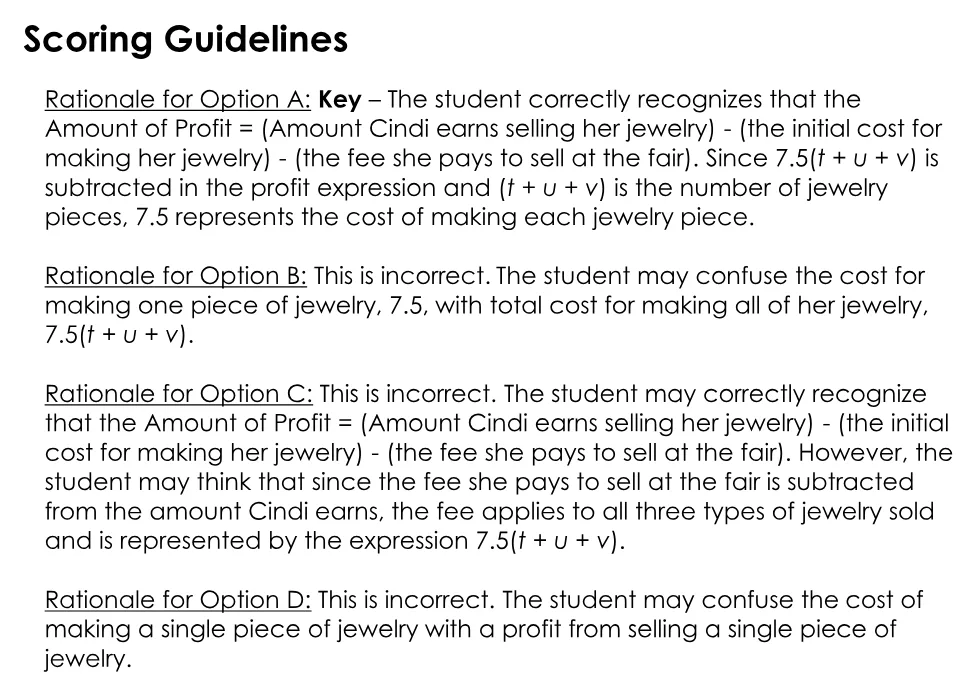 Scoring Guidelines
Rationale for Option A: Key – The student correctly recognizes that the
Amount of Profit = (Amount Cindi earns selling her jewelry) - (the initial cost for
making her jewelry) - (the fee she pays to sell at the fair). Since 7.5(t + u + v) is
subtracted in the profit expression and (t + u + v) is the number of jewelry
pieces, 7.5 represents the cost of making each jewelry piece.
Rationale for Option B: This is incorrect. The student may confuse the cost for
making one piece of jewelry, 7.5, with total cost for making all of her jewelry,
7.5(t + u + v).
Rationale for Option C: This is incorrect. The student may correctly recognize
that the Amount of Profit = (Amount Cindi earns selling her jewelry) - (the initial
cost for making her jewelry) - (the fee she pays to sell at the fair). However, the
student may think that since the fee she pays to sell at the fair is subtracted
from the amount Cindi earns, the fee applies to all three types of jewelry sold
and is represented by the expression 7.5(t + u + v).
Rationale for Option D: This is incorrect. The student may confuse the cost of
making a single piece of jewelry with a profit from selling a single piece of
jewelry.